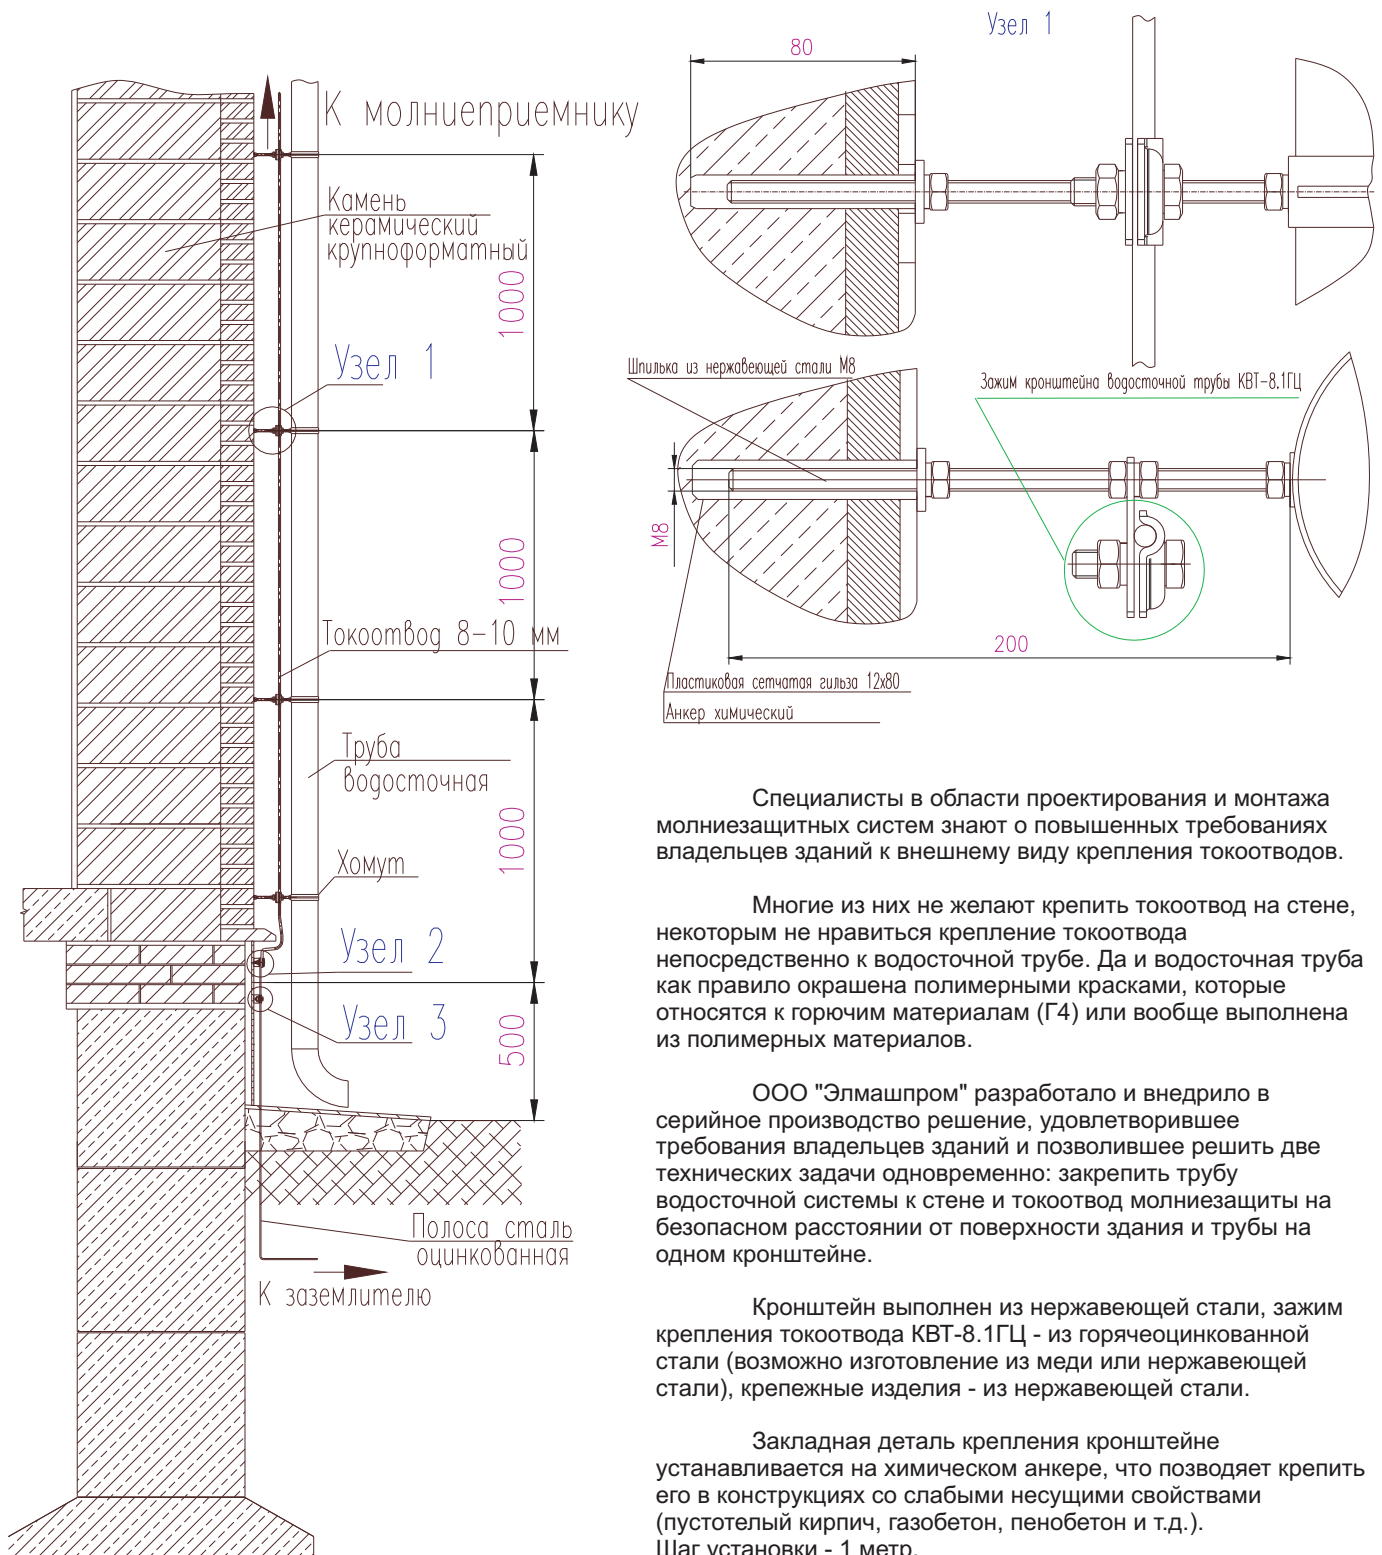 Узел 1
80
К молниеприемнику
Камень
керамический
крупноформатный
1000
Узел 1
Шпилька из нержавеющей стали М8
Зажим кронштейна водосточной трубы КВТ-8.1ГЦ
М8
200
Пластиковая сетчатая гильза 12х80
Анкер химический
1000
Токоотвод 8-10 мм
Труба
водосточная
1000
Хомут
Узел 2
Узел 3
500
Полоса сталь
оцинкованная
К заземлителю
Специалисты в области проектирования и монтажа
молниезащитных систем знают о повышенных требованиях
владельцев зданий к внешнему виду крепления токоотводов.
Многие из них не желают крепить токоотвод на стене,
некоторым не нравиться крепление токоотвода
непосредственно к водосточной трубе. Да и водосточная труба
как правило окрашена полимерными красками, которые
относятся к горючим материалам (Г4) или вообще выполнена
из полимерных материалов.
ООО "Элмашпром" разработало и внедрило в
серийное производство решение, удовлетворившее
требования владельцев зданий и позволившее решить две
технических задачи одновременно: закрепить трубу
водосточной системы к стене и токоотвод молниезащиты на
безопасном расстоянии от поверхности здания и трубы на
одном кронштейне.
Кронштейн выполнен из нержавеющей стали, зажим
крепления токоотвода КВТ-8.1ГЦ - из горячеоцинкованной
стали (возможно изготовление из меди или нержавеющей
стали), крепежные изделия - из нержавеющей стали.
Закладная деталь крепления кронштейне
устанавливается на химическом анкере, что позводяет крепить
его в конструкциях со слабыми несущими свойствами
(пустотелый кирпич, газобетон, пенобетон и т.д.).
Шаг установки - 1 метр.